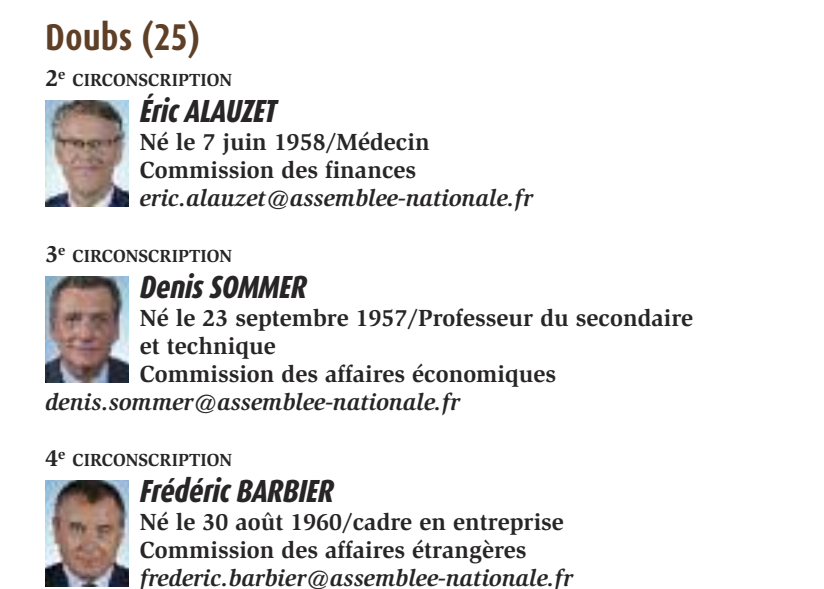 Doubs (25)
2e CIRCONSCRIPTION
Éric ALAUZET
Né le 7 juin 1958/Médecin
Commission des finances
eric.alauzet@assemblee-nationale.fr
3e CIRCONSCRIPTION
Denis SOMMER
Né le 23 septembre 1957/Professeur du secondaire
et technique
Commission des affaires économiques
denis.sommer@assemblee-nationale.fr
4e CIRCONSCRIPTION
Frédéric BARBIER
Né le 30 août 1960/cadre en entreprise
Commission des affaires étrangères
frederic.barbier@assemblee-nationale.fr